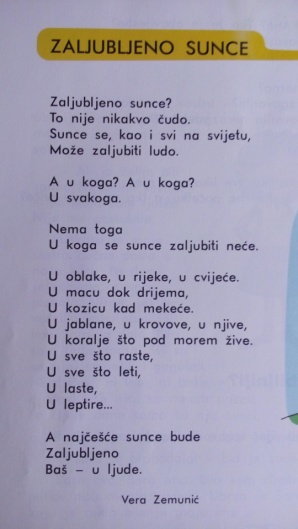 ZALJUBLJENO SUNCE
Zaljubljeno sunce?
To nije nikakvo čudo.
Sunce se, kao i svi na svijetu,
Može zaljubiti ludo.
A u koga? A u koga?
U svakoga.
Nema toga
U koga se sunce zaljubiti neće.
U oblake, u rijeke, u cvijeće.
U macu dok drijema,
U kozicu kad mekeće.
U jablane, u krovove, u njive,
U koralje što pod morem žive.
U sve što raste,
U sve što leti,
U laste,
U leptire...
A najčešće sunce bude
Zaljubljeno
Baš – u ljude.
Vera Zemunić